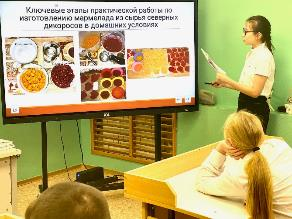 Ключевые этапы практической работы по
изготовлению мармелада из сырья северных
дикоросов в домашних условиях